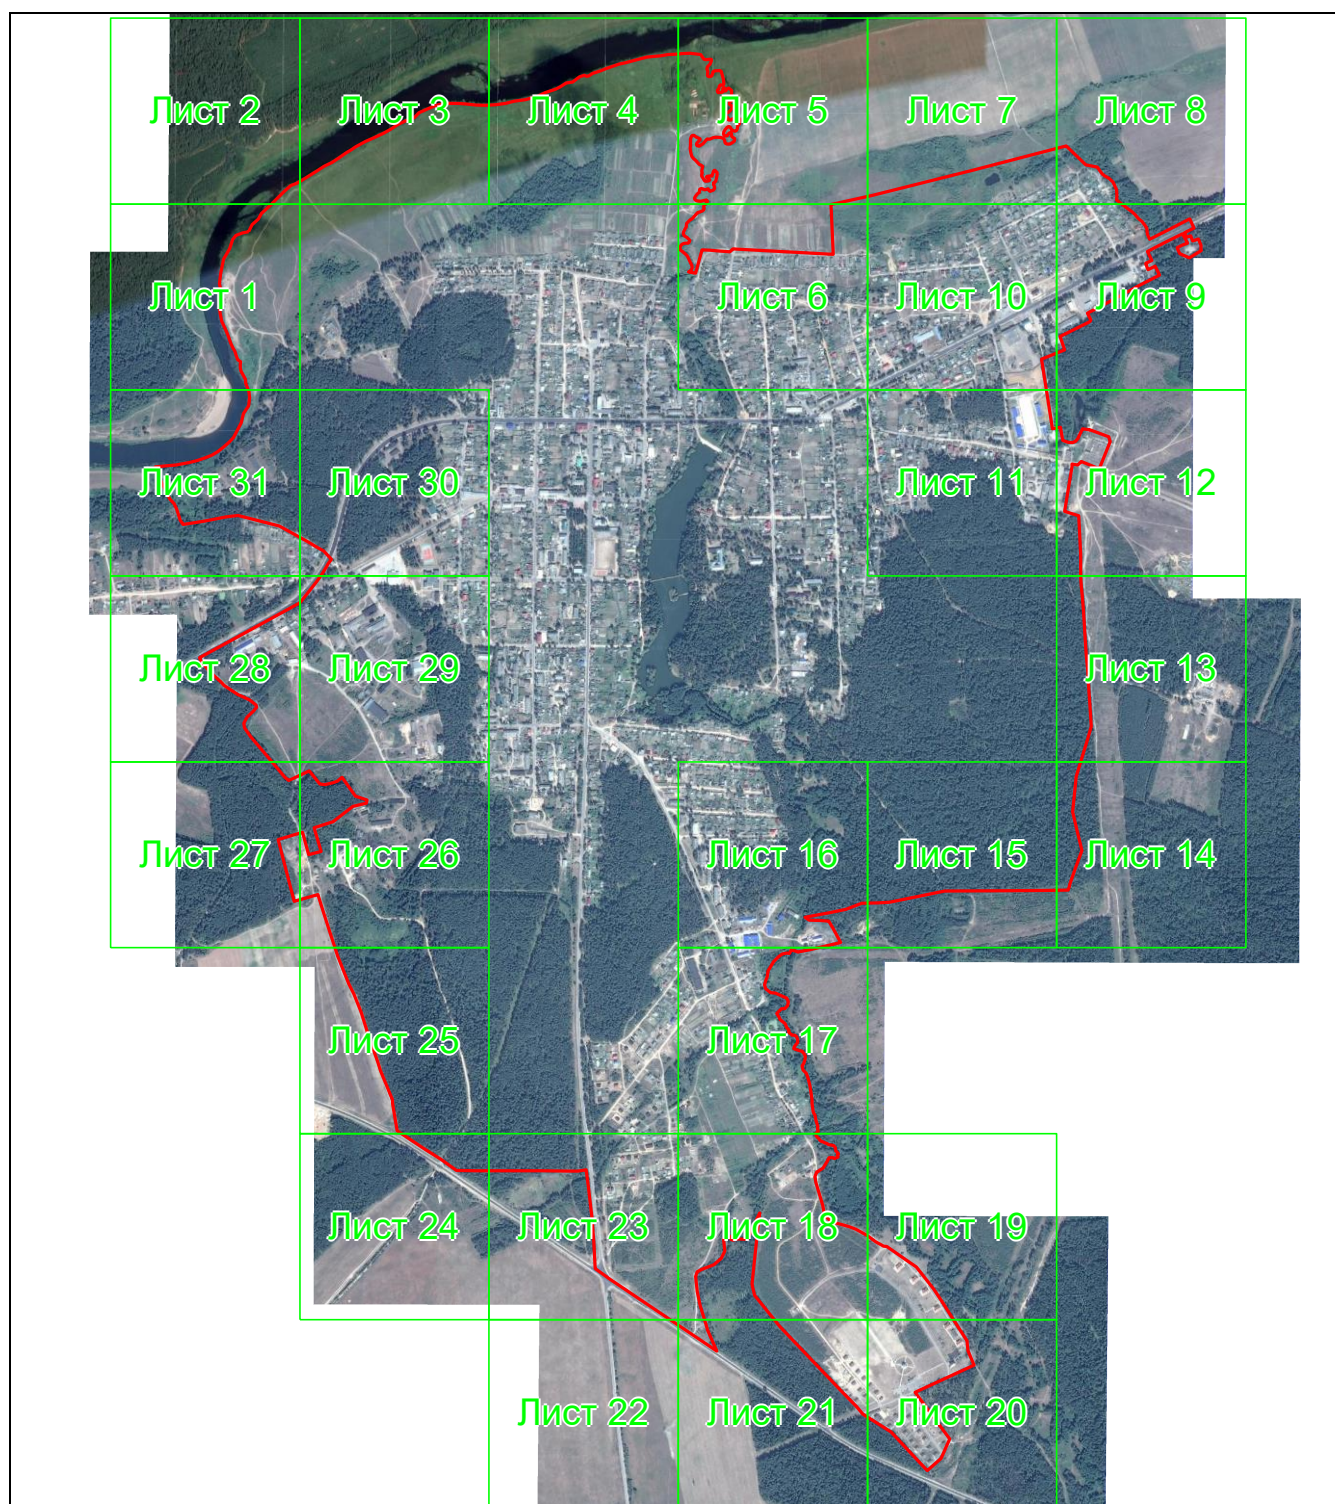 Лист 2 Лист 3 Лист 4 Лист 5 Лист 7 Лист 8
Лист 1 Лист 6 Лист 10 Лист 9
Лист 31 Лист 30 Лист 11 Лист 12
Лист 28 Лист 29 Лист 13
Лист 27 Лист 26 Лист 16 Лист 15 Лист 14
Лист 25 Лист 17
Лист 24 Лист 23 Лист 18 Лист 19
Лист 22 Лист 21 Лист 20